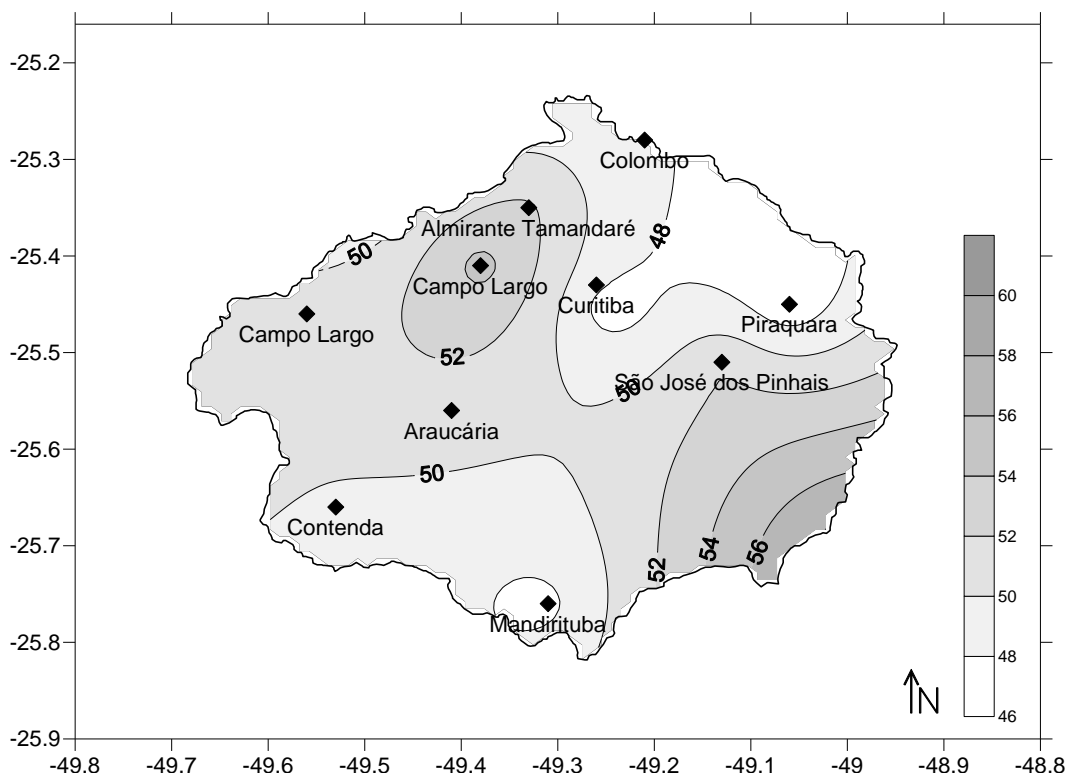 -25.2
-25.3
-25.4
-25.5
-25.6
-25.7
-25.8
-25.9
-49.8 -49.7 -49.6 -49.5 -49.4 -49.3 -49.2 -49.1 -49 -48.9 -48.8
Colombo
Almirante Tamandaré
48
50
Campo Largo
Curitiba
Piraquara
Campo Largo
52
São José dos Pinhais
50
Araucária
50
Contenda
52
54
56
Mandirituba
60
58
56
54
52
50
48
46
N